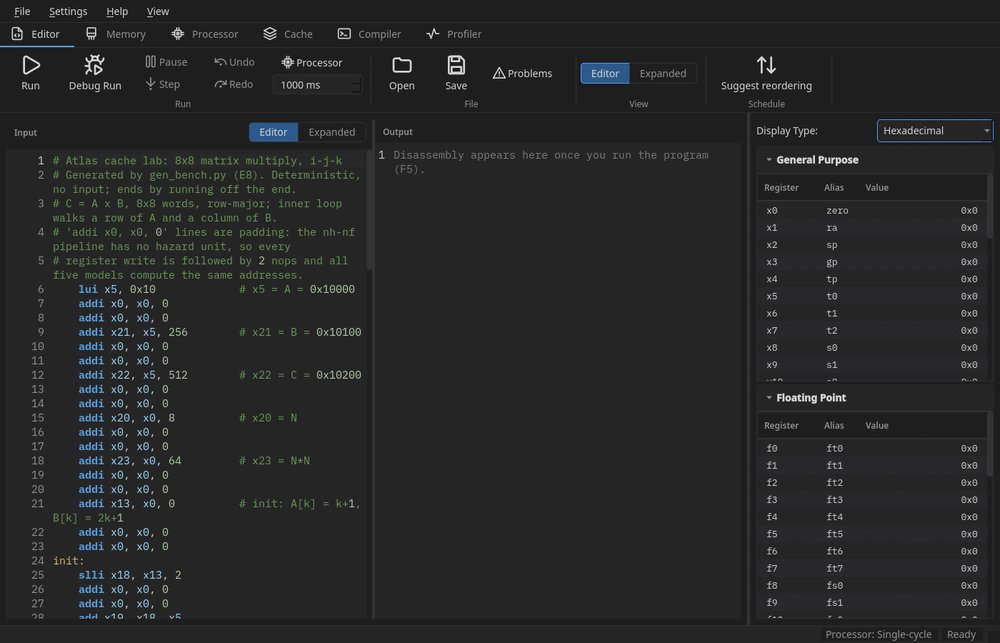 File Settings Help View
Editor Memory Processor Cache Compiler Profiler
Run Debug Run Pause Step Undo Redo Processor 1000 ms Run
Open Save Problems File
Editor Expanded View
Suggest reordering Schedule
Input Editor Expanded
1 # Atlas cache lab: 8x8 matrix multiply, i-j-k
2 # Generated by gen_bench.py (E8). Deterministic,
no input; ends by running off the end.
3 # C = A x B, 8x8 words, row-major; inner loop
walks a row of A and a column of B.
4 # 'addi x0, x0, 0' lines are padding: the nh-nf
pipeline has no hazard unit, so every
5 # register write is followed by 2 nops and all
five models compute the same addresses.
6 lui x5, 0x10 # x5 = A = 0x10000
7 addi x0, x0, 0
8 addi x0, x0, 0
9 addi x21, x5, 256 # x21 = B = 0x10100
10 addi x0, x0, 0
11 addi x0, x0, 0
12 addi x22, x5, 512 # x22 = C = 0x10200
13 addi x0, x0, 0
14 addi x0, x0, 0
15 addi x20, x0, 8 # x20 = N
16 addi x0, x0, 0
17 addi x0, x0, 0
18 addi x23, x0, 64 # x23 = N*N
19 addi x0, x0, 0
20 addi x0, x0, 0
21 addi x13, x0, 0 # init: A[k] = k+1,
B[k] = 2k+1
22 addi x0, x0, 0
23 addi x0, x0, 0
24 init:
25 slli x18, x13, 2
26 addi x0, x0, 0
27 addi x0, x0, 0
28 add x19, x18, x5
Output
1 Disassembly appears here once you run the program
(F5).
Display Type: Hexadecimal
General Purpose
Register Alias Value
x0 zero 0x0
x1 ra 0x0
x2 sp 0x0
x3 gp 0x0
x4 tp 0x0
x5 t0 0x0
x6 t1 0x0
x7 t2 0x0
x8 s0 0x0
x9 s1 0x0
Floating Point
Register Alias Value
f0 ft0 0x0
f1 ft1 0x0
f2 ft2 0x0
f3 ft3 0x0
f4 ft4 0x0
f5 ft5 0x0
f6 ft6 0x0
f7 ft7 0x0
f8 fs0 0x0
f9 fs1 0x0
Processor: Single-cycle Ready